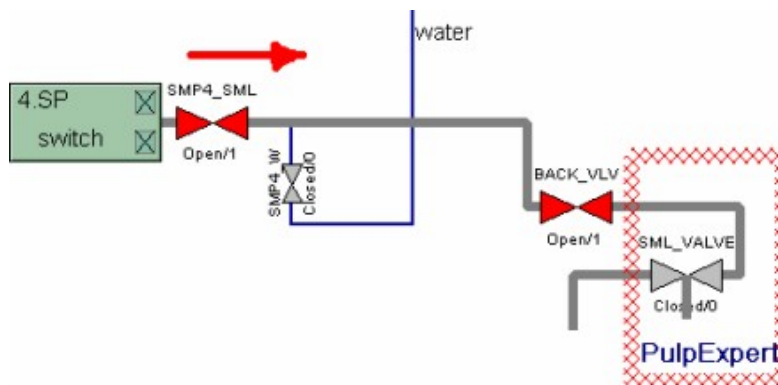 water
4.SP
switch
SMP4_SML
Open/1
SMP4_W
Closed/0
BACK_VLV
Open/1
SML_VALVE
Closed/0
PulpExpert